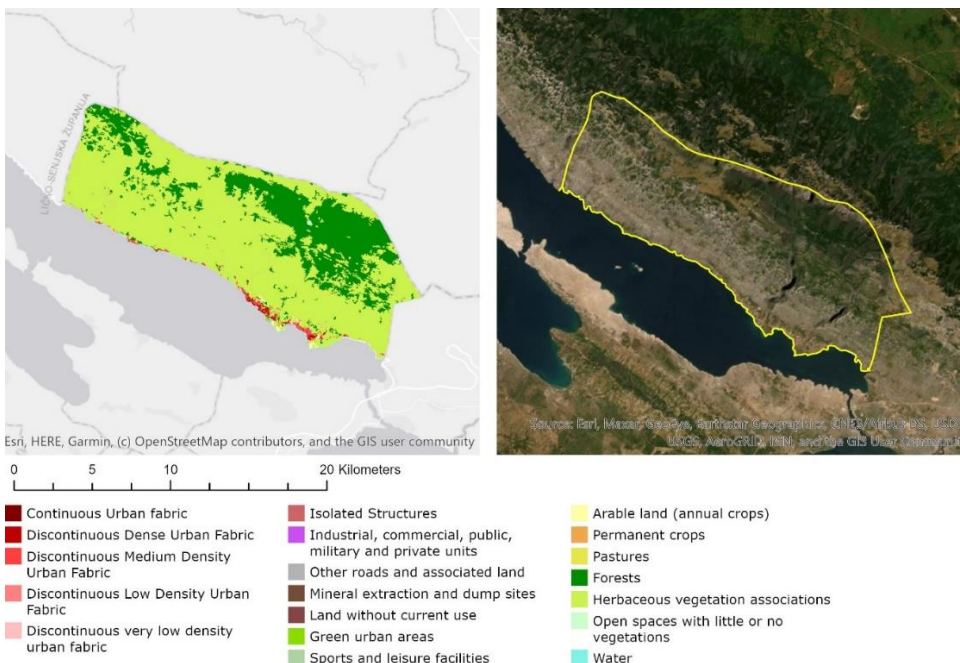 LIČKO-SENJSKA ŽUPANIJA
Esri, HERE, Garmin, (c) OpenStreetMap contributors, and the GIS user community
Source: Esri, Maxar, GeoEye, Earthstar Geographics, CNES/Airbus DS, USDA,
USGS, AeroGRID, IGN, and the GIS User Community
0 5 10 20 Kilometers
Continuous Urban fabric
Discontinuous Dense Urban Fabric
Discontinuous Medium Density
Urban Fabric
Discontinuous Low Density Urban
Fabric
Discontinuous very low density
urban fabric
Isolated Structures
Industrial, commercial, public,
military and private units
Other roads and associated land
Mineral extraction and dump sites
Land without current use
Green urban areas
Sports and leisure facilities
Arable land (annual crops)
Permanent crops
Pastures
Forests
Herbaceous vegetation associations
Open spaces with little or no
vegetations
Water